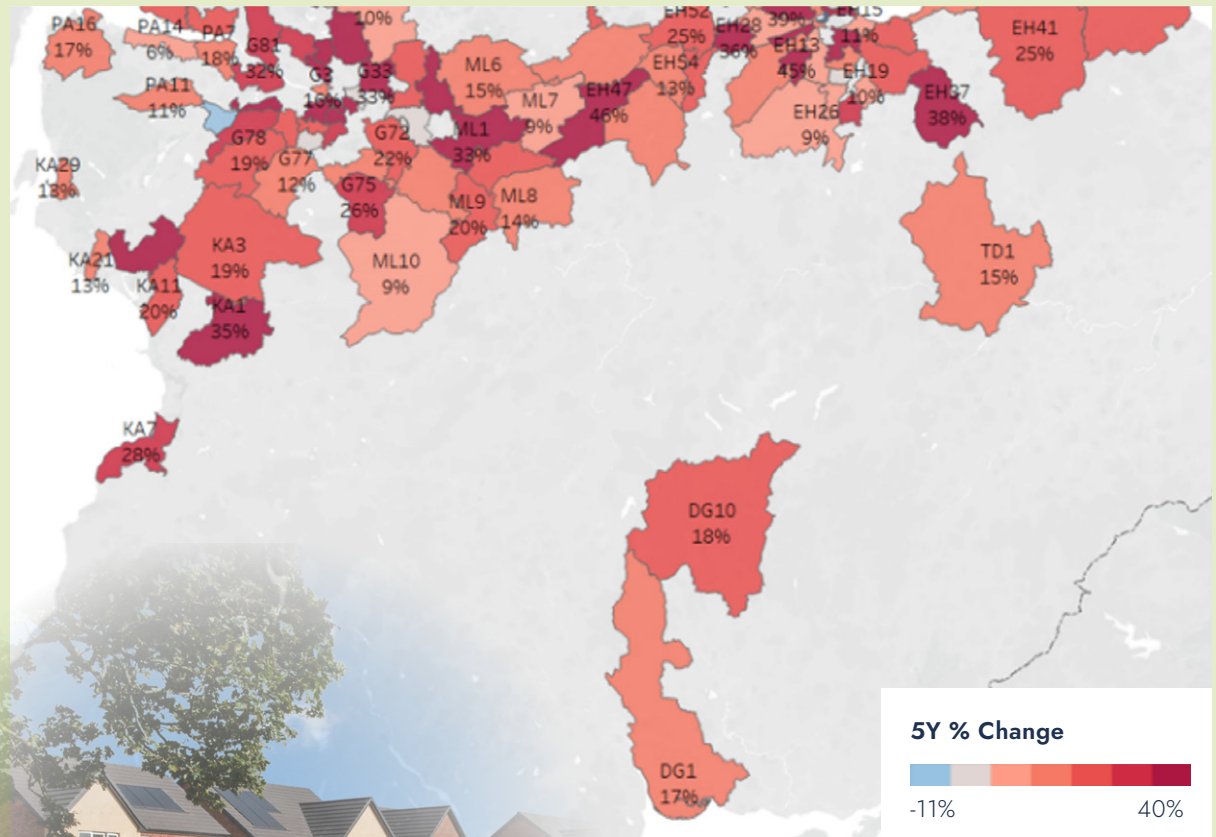 PA16
17%
PA14
6%
PA7
18%
G81
32%
10%
G3
16%
G33
33%
PA11
11%
ML6
15%
ML7
9%
EH47
46%
EH52
25%
EH54
13%
EH28
36%
39%
EH13
45%
EH15
11%
EH19
10%
EH26
9%
EH37
38%
EH41
25%
KA29
13%
G78
19%
G77
12%
G72
22%
ML1
33%
G75
26%
ML9
20%
ML8
14%
KA21
13%
KA11
20%
KA3
19%
KA1
35%
ML10
9%
TD1
15%
KA7
28%
DG10
18%
DG1
17%
5Y % Change
-11%
40%